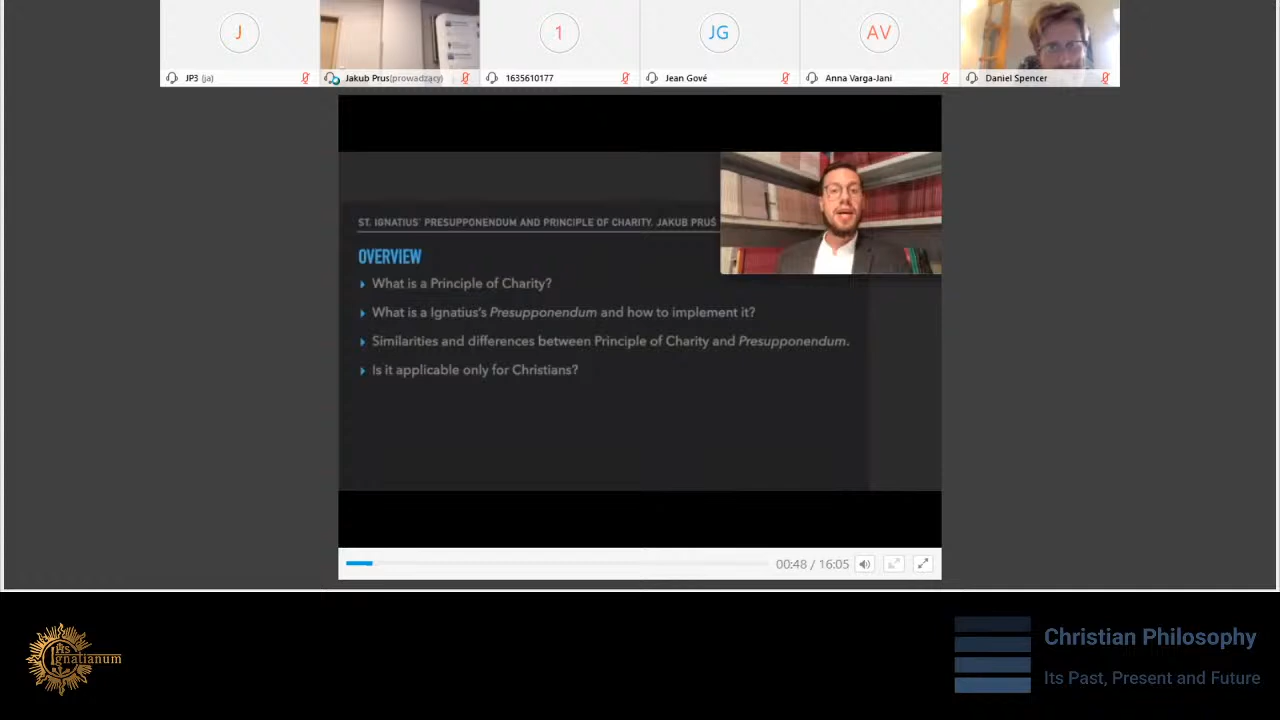 J
1
JG
AV
JP3 (ja)
Jakub Prus(prowadzący)
1635610177
Jean Gové
Anna Varga-Jani
Daniel Spencer
ST. IGNATIUS' PRESUPPONENDUM AND PRINCIPLE OF CHARITY. JAKUB PRUŚ
OVERVIEW
What is a Principle of Charity?
What is a Ignatius's Presupponendum and how to implement it?
Similarities and differences between Principle of Charity and Presupponendum.
Is it applicable only for Christians?
00:48 / 16:05
Ignatianum
Christian Philosophy
Its Past, Present and Future